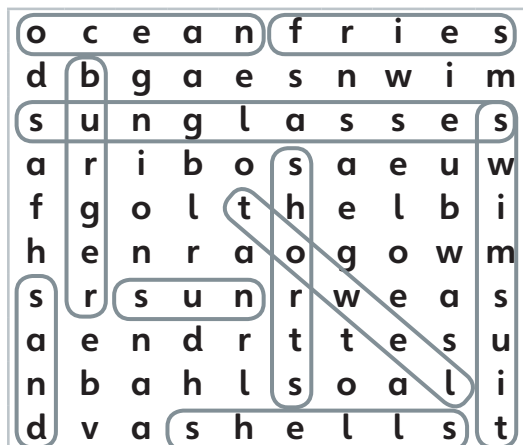 o c e a n f r i e s
d b g a e s n w i m
s u n g l a s s e s
a r i b o s a e u w
f g o l t h e l b i
h e n r a o g o w m
s r s u n r w e a s
a e n d r t t e s u
n b a h l s o a l i
d v a s h e l l s t